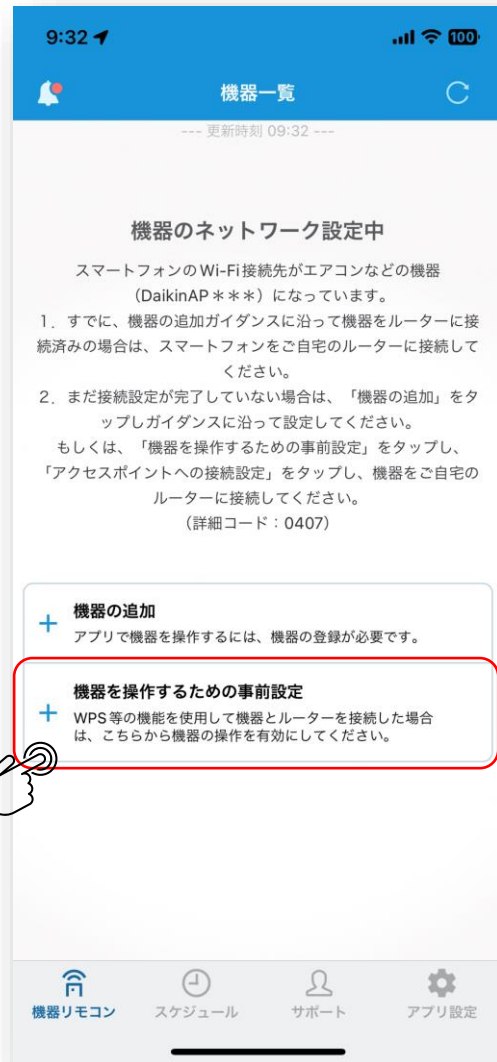 9:32
100
機器一覧
--- 更新時刻 09:32 ---
機器のネットワーク設定中
スマートフォンのWi-Fi接続先がエアコンなどの機器
（DaikinAP＊＊＊）になっています。
1．すでに、機器の追加ガイダンスに沿って機器をルーターに接
続済みの場合は、スマートフォンをご自宅のルーターに接続して
ください。
2．まだ接続設定が完了していない場合は、「機器の追加」をタ
ップしガイダンスに沿って設定してください。
もしくは、「機器を操作するための事前設定」をタップし、
「アクセスポイントへの接続設定」をタップし、機器をご自宅の
ルーターに接続してください。
（詳細コード：0407）
機器の追加
アプリで機器を操作するには、機器の登録が必要です。
機器を操作するための事前設定
WPS等の機能を使用して機器とルーターを接続した場合
は、こちらから機器の操作を有効にしてください。
機器リモコン スケジュール サポート アプリ設定